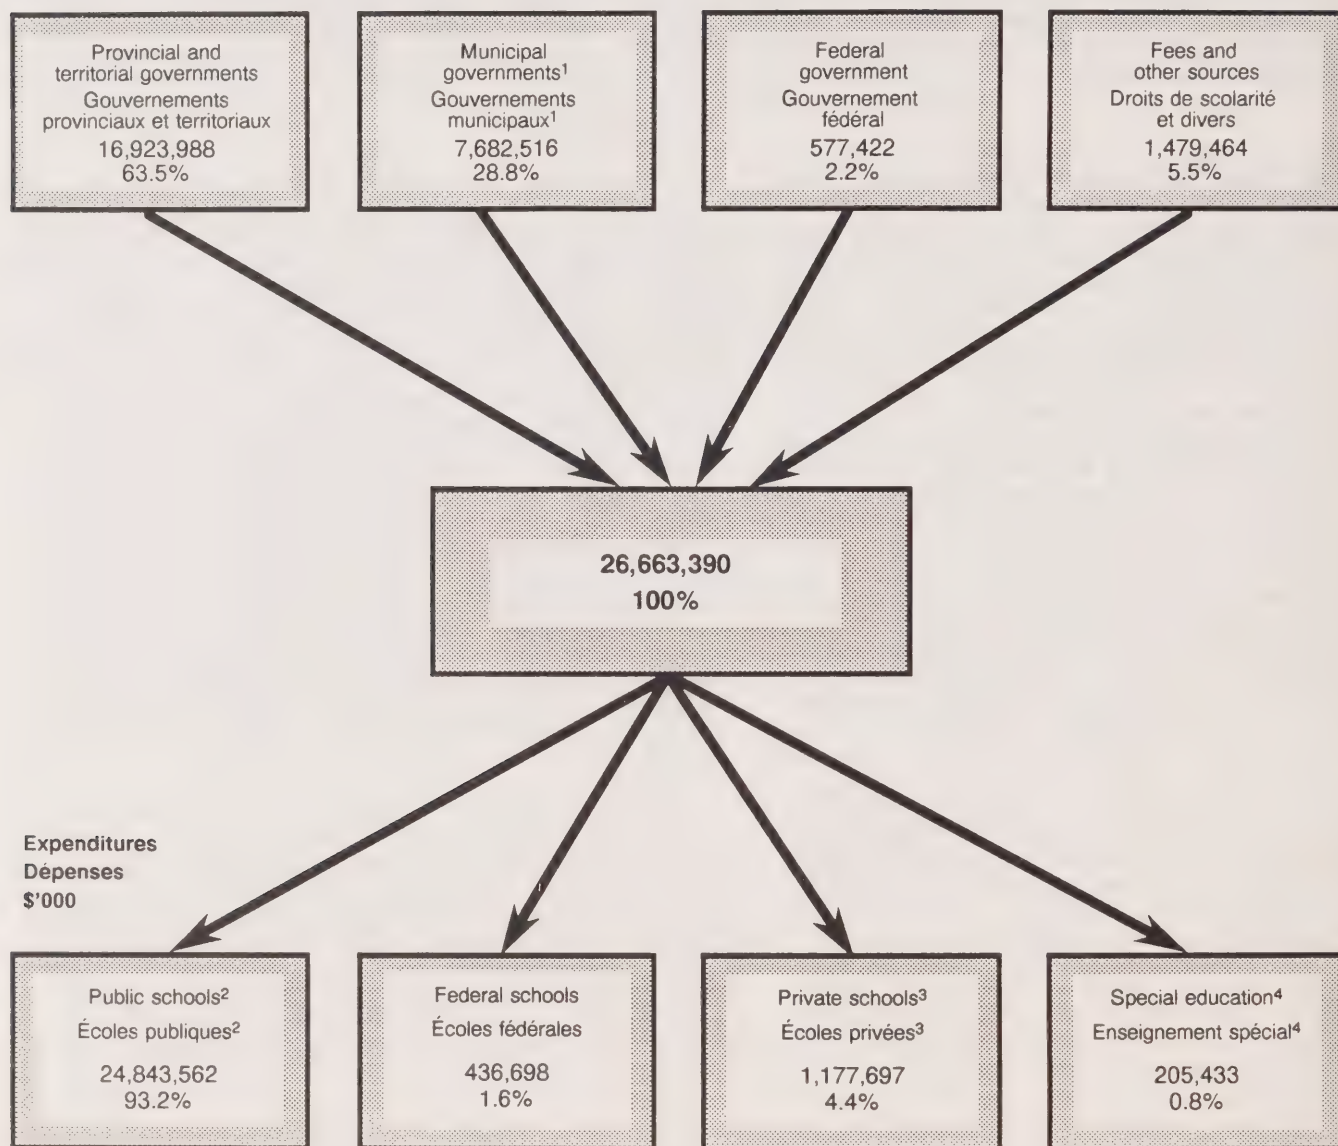 Provincial and
territorial governments
Gouvernements
provinciaux et territoriaux
16,923,988
63.5%
Municipal
governments¹
Gouvernements
municipaux¹
7,682,516
28.8%
Federal
government
Gouvernement
fédéral
577,422
2.2%
Fees and
other sources
Droits de scolarité
et divers
1,479,464
5.5%
26,663,390
100%
Expenditures
Dépenses
$'000
Public schools²
Écoles publiques²
24,843,562
93.2%
Federal schools
Écoles fédérales
436,698
1.6%
Private schools³
Écoles privées³
1,177,697
4.4%
Special education⁴
Enseignement spécial⁴
205,433
0.8%